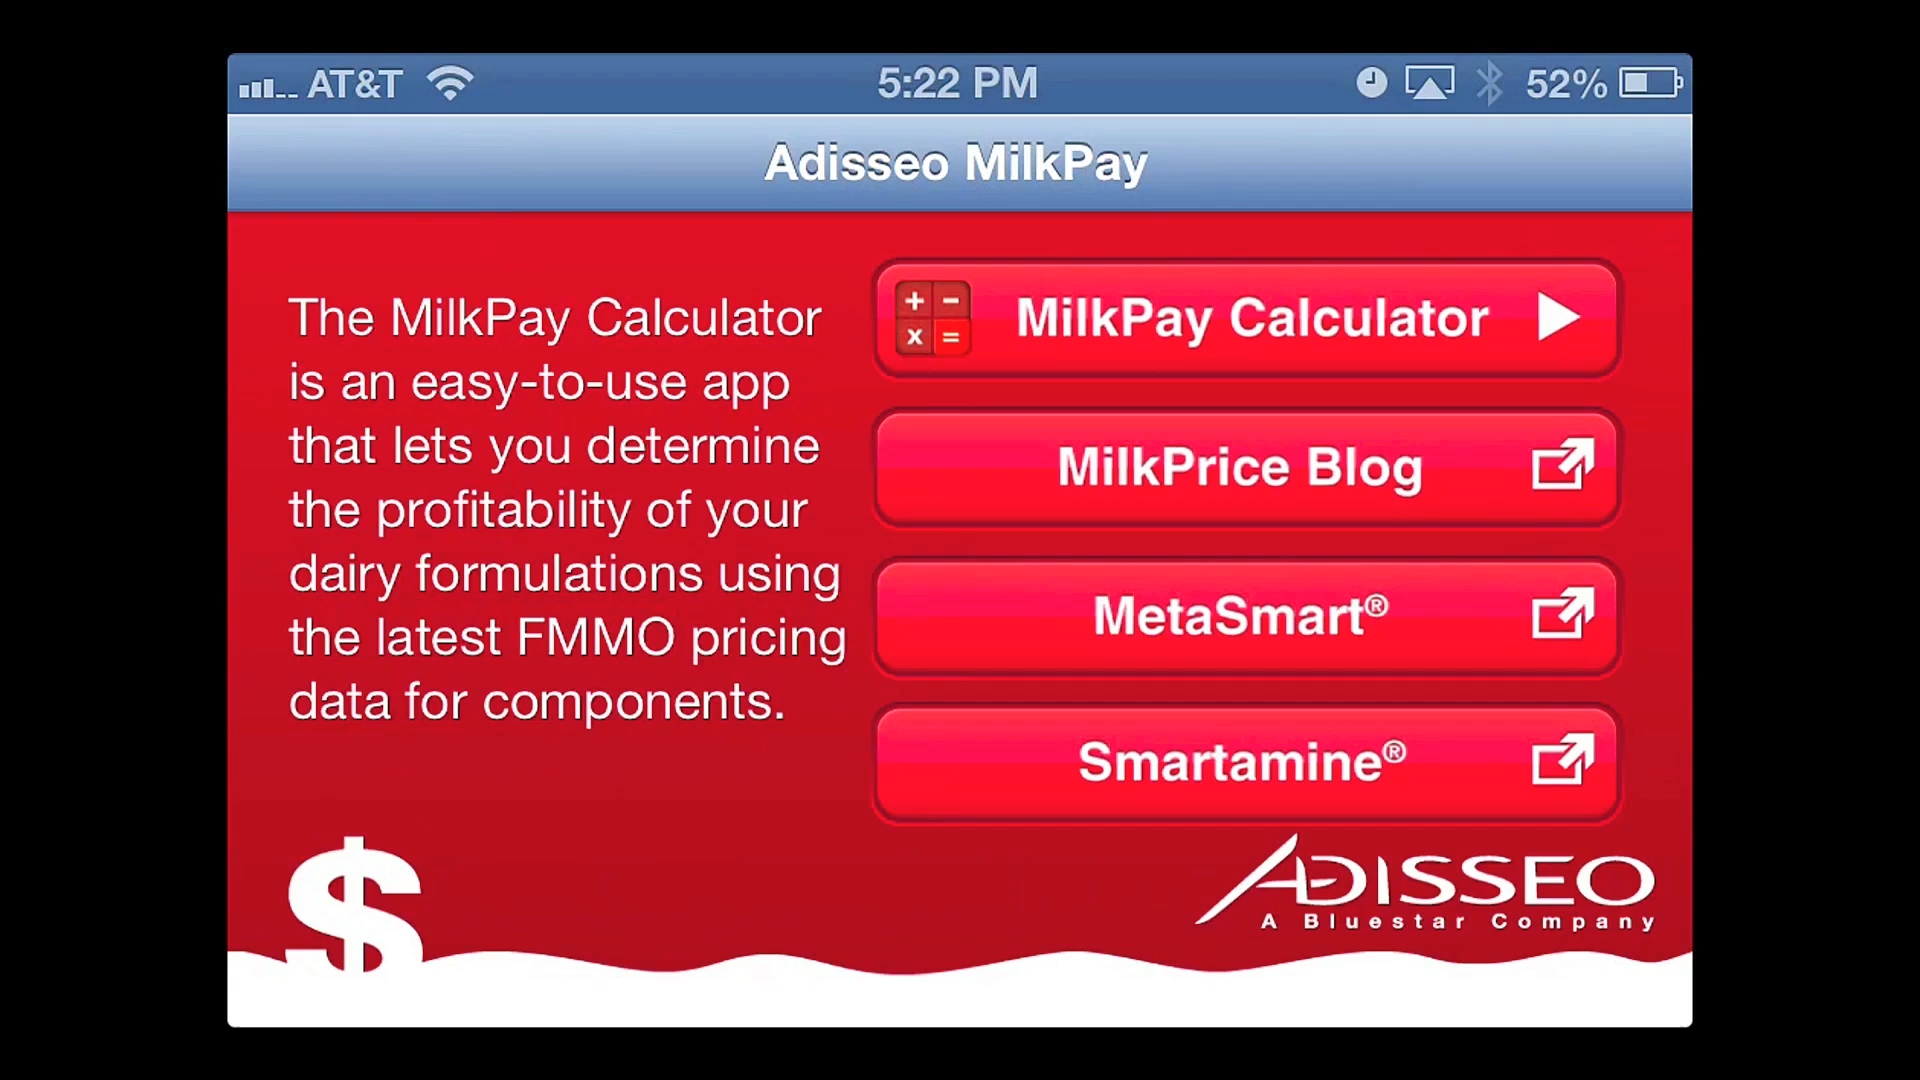 AT&T
5:22 PM
52%
Adisseo MilkPay
The MilkPay Calculator
is an easy-to-use app
that lets you determine
the profitability of your
dairy formulations using
the latest FMMO pricing
data for components.
+ - x =
MilkPay Calculator
MilkPrice Blog
MetaSmart®
Smartamine®
$
ADISSEO
A Bluestar Company